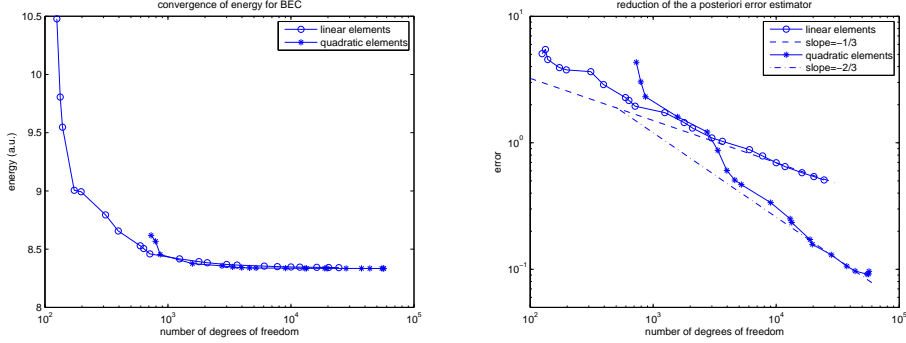 convergence of energy for BEC
linear elements
quadratic elements
energy (a.u.)
10.5
10
9.5
9
8.5
8
10^2
10^3
10^4
10^5
number of degrees of freedom
reduction of the a posteriori error estimator
linear elements
slope=−1/3
quadratic elements
slope=−2/3
error
10^1
10^0
10^−1
10^2
10^3
10^4
10^5
number of degrees of freedom